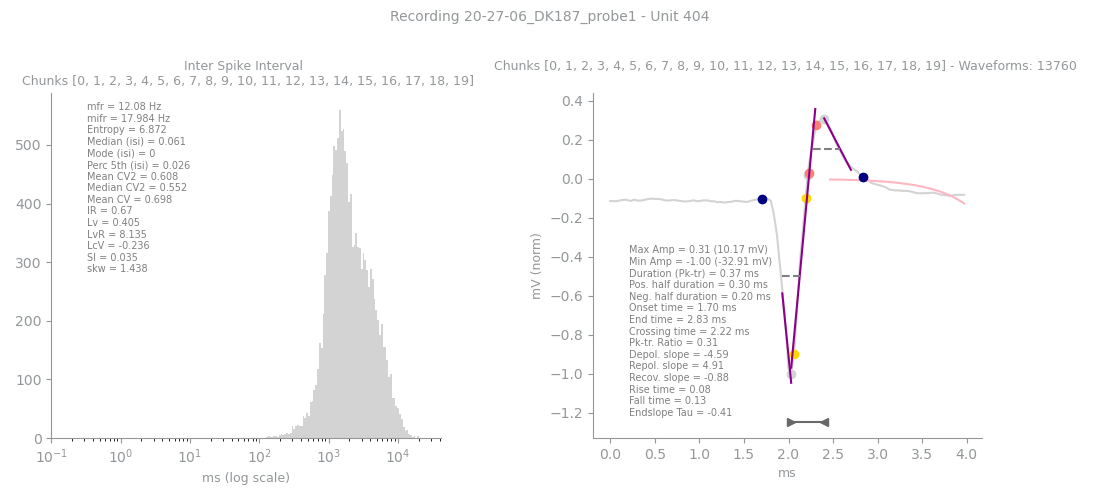 Recording 20-27-06_DK187_probe1 - Unit 404
Inter Spike Interval
Chunks [0, 1, 2, 3, 4, 5, 6, 7, 8, 9, 10, 11, 12, 13, 14, 15, 16, 17, 18, 19]
mfr = 12.08 Hz
mifr = 17.984 Hz
Entropy = 6.872
Median (isi) = 0.061
Mode (isi) = 0
Perc 5th (isi) = 0.026
Mean CV2 = 0.608
Median CV2 = 0.552
Mean CV = 0.698
IR = 0.67
Lv = 0.405
LvR = 8.135
LcV = -0.236
SI = 0.035
skw = 1.438
500
400
300
200
100
0
10⁻¹ 10⁰ 10¹ 10² 10³ 10⁴
ms (log scale)
Chunks [0, 1, 2, 3, 4, 5, 6, 7, 8, 9, 10, 11, 12, 13, 14, 15, 16, 17, 18, 19] - Waveforms: 13760
0.4
0.2
0.0
−0.2
−0.4
−0.6
−0.8
−1.0
−1.2
mV (norm)
Max Amp = 0.31 (10.17 mV)
Min Amp = -1.00 (-32.91 mV)
Duration (Pk-tr) = 0.37 ms
Pos. half duration = 0.30 ms
Neg. half duration = 0.20 ms
Onset time = 1.70 ms
End time = 2.83 ms
Crossing time = 2.22 ms
Pk-tr. Ratio = 0.31
Depol. slope = -4.59
Repol. slope = 4.91
Recov. slope = -0.88
Rise time = 0.08
Fall time = 0.13
Endslope Tau = -0.41
0.0 0.5 1.0 1.5 2.0 2.5 3.0 3.5 4.0
ms